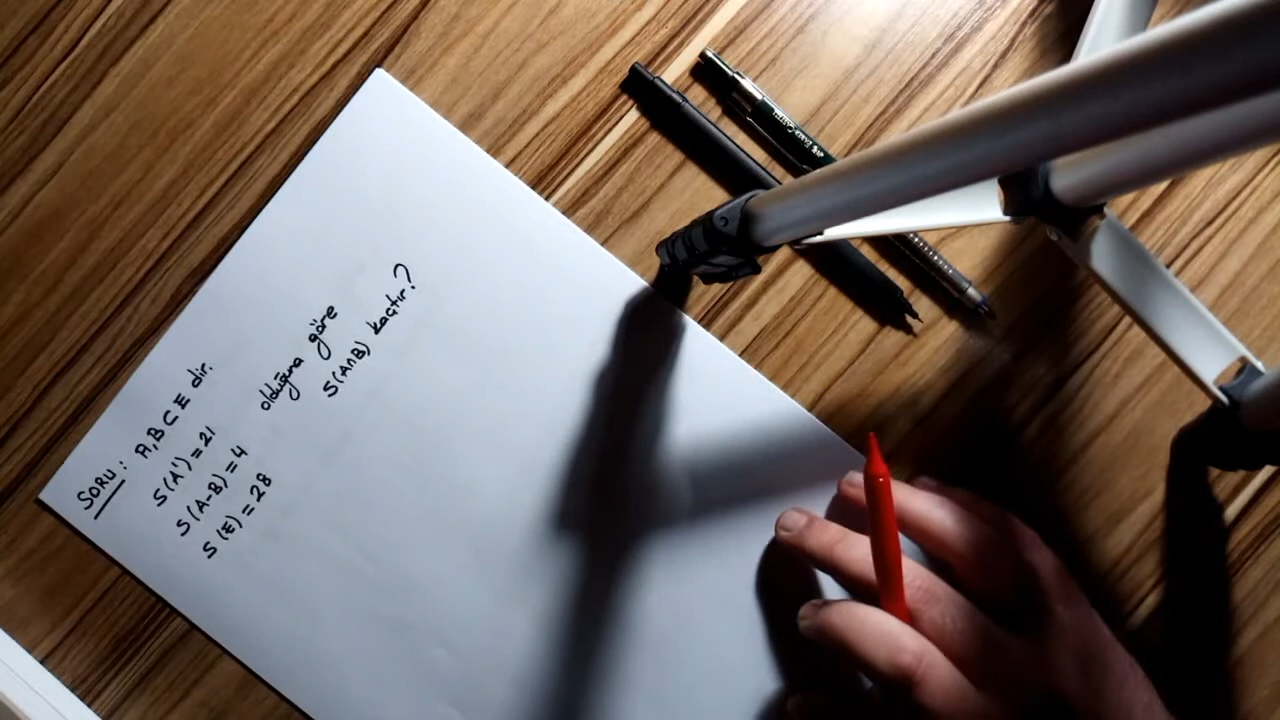 SORU: A, B C E dir.
S(A') = 21
S(A-B) = 4
S(E) = 28
olduğuna göre
S(A∩B) kaçtır?